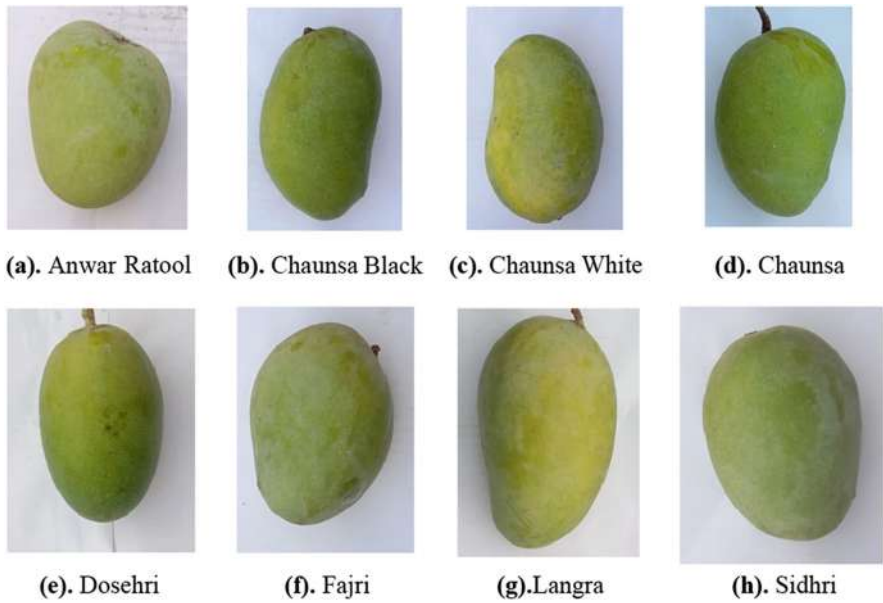 (a). Anwar Ratool
(b). Chaunsa Black
(c). Chaunsa White
(d). Chaunsa
(e). Dosehri
(f). Fajri
(g).Langra
(h). Sidhri